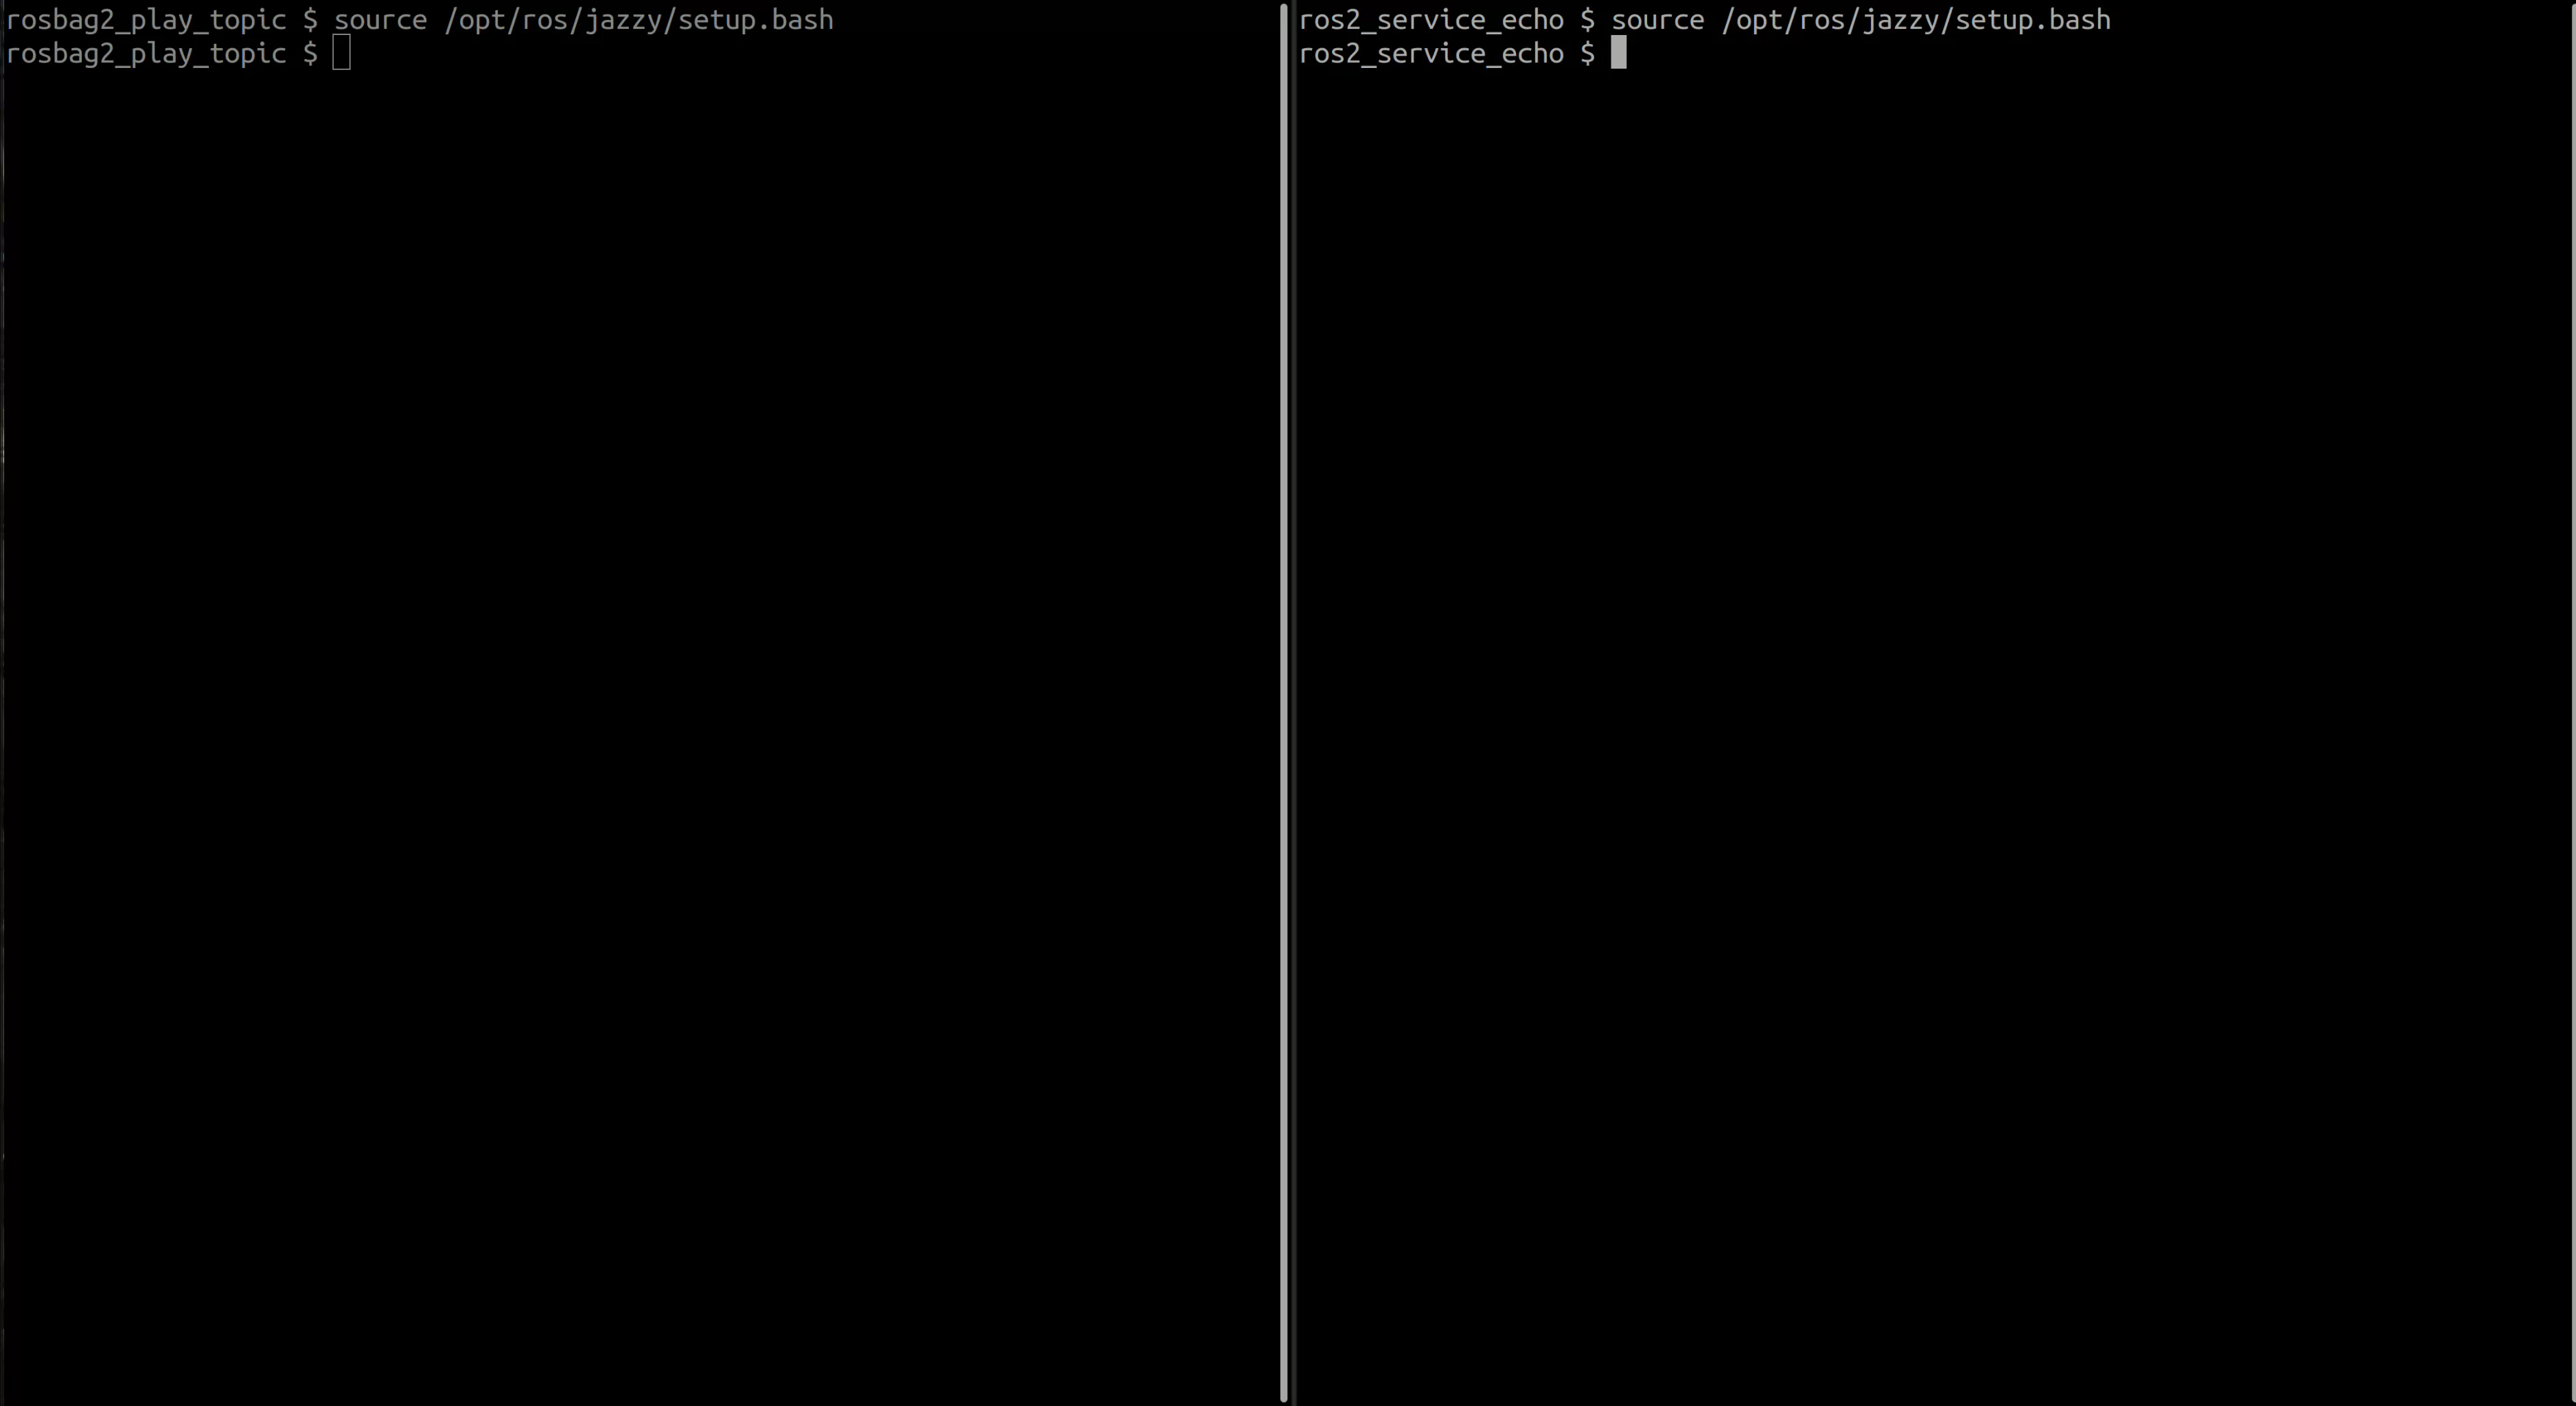 rosbag2_play_topic $ source /opt/ros/jazzy/setup.bash
rosbag2_play_topic $
ros2_service_echo $ source /opt/ros/jazzy/setup.bash
ros2_service_echo $